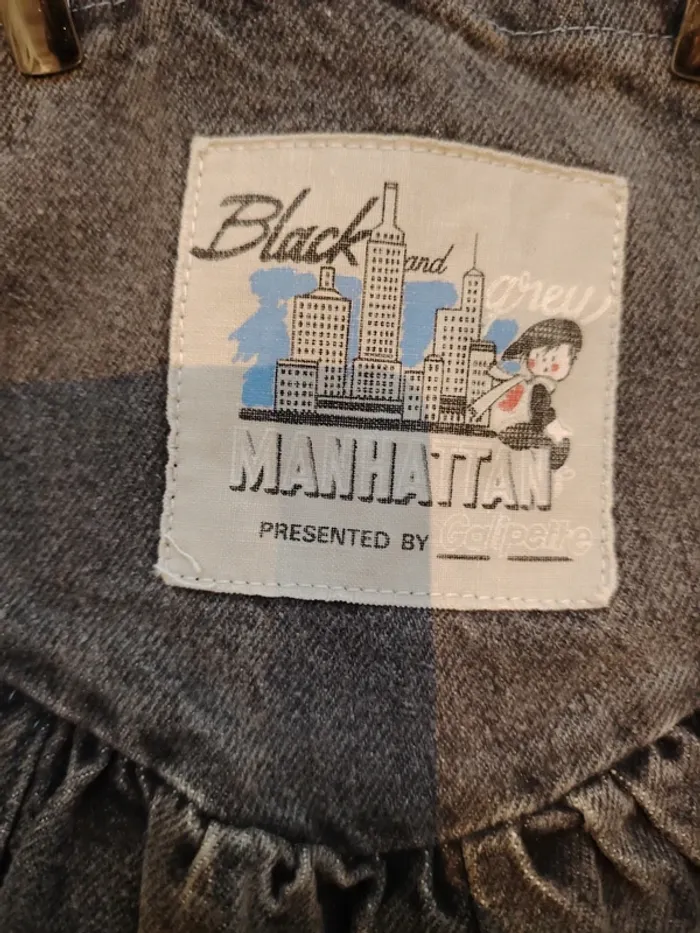 Black and grey
MANHATTAN
PRESENTED BY Galipette